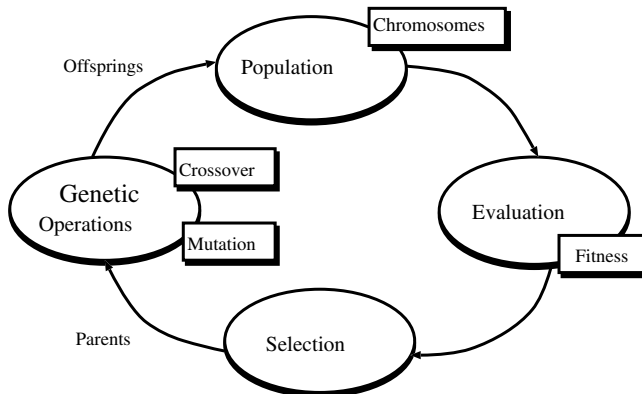 Chromosomes
Offsprings
Population
Crossover
Genetic
Operations
Mutation
Evaluation
Fitness
Parents
Selection